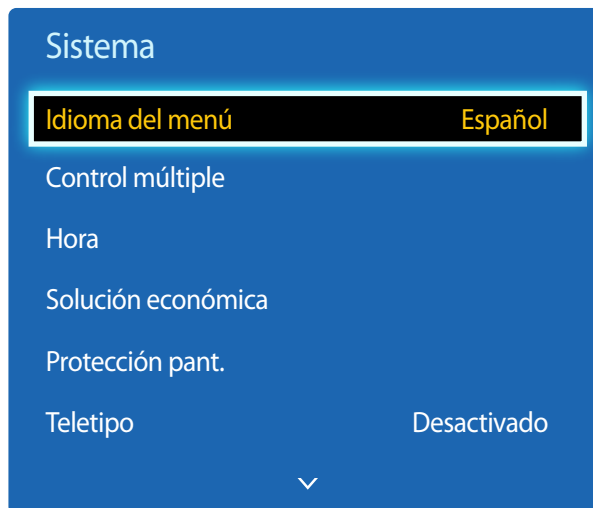 Sistema
Idioma del menú Español
Control múltiple
Hora
Solución económica
Protección pant.
Teletipo Desactivado